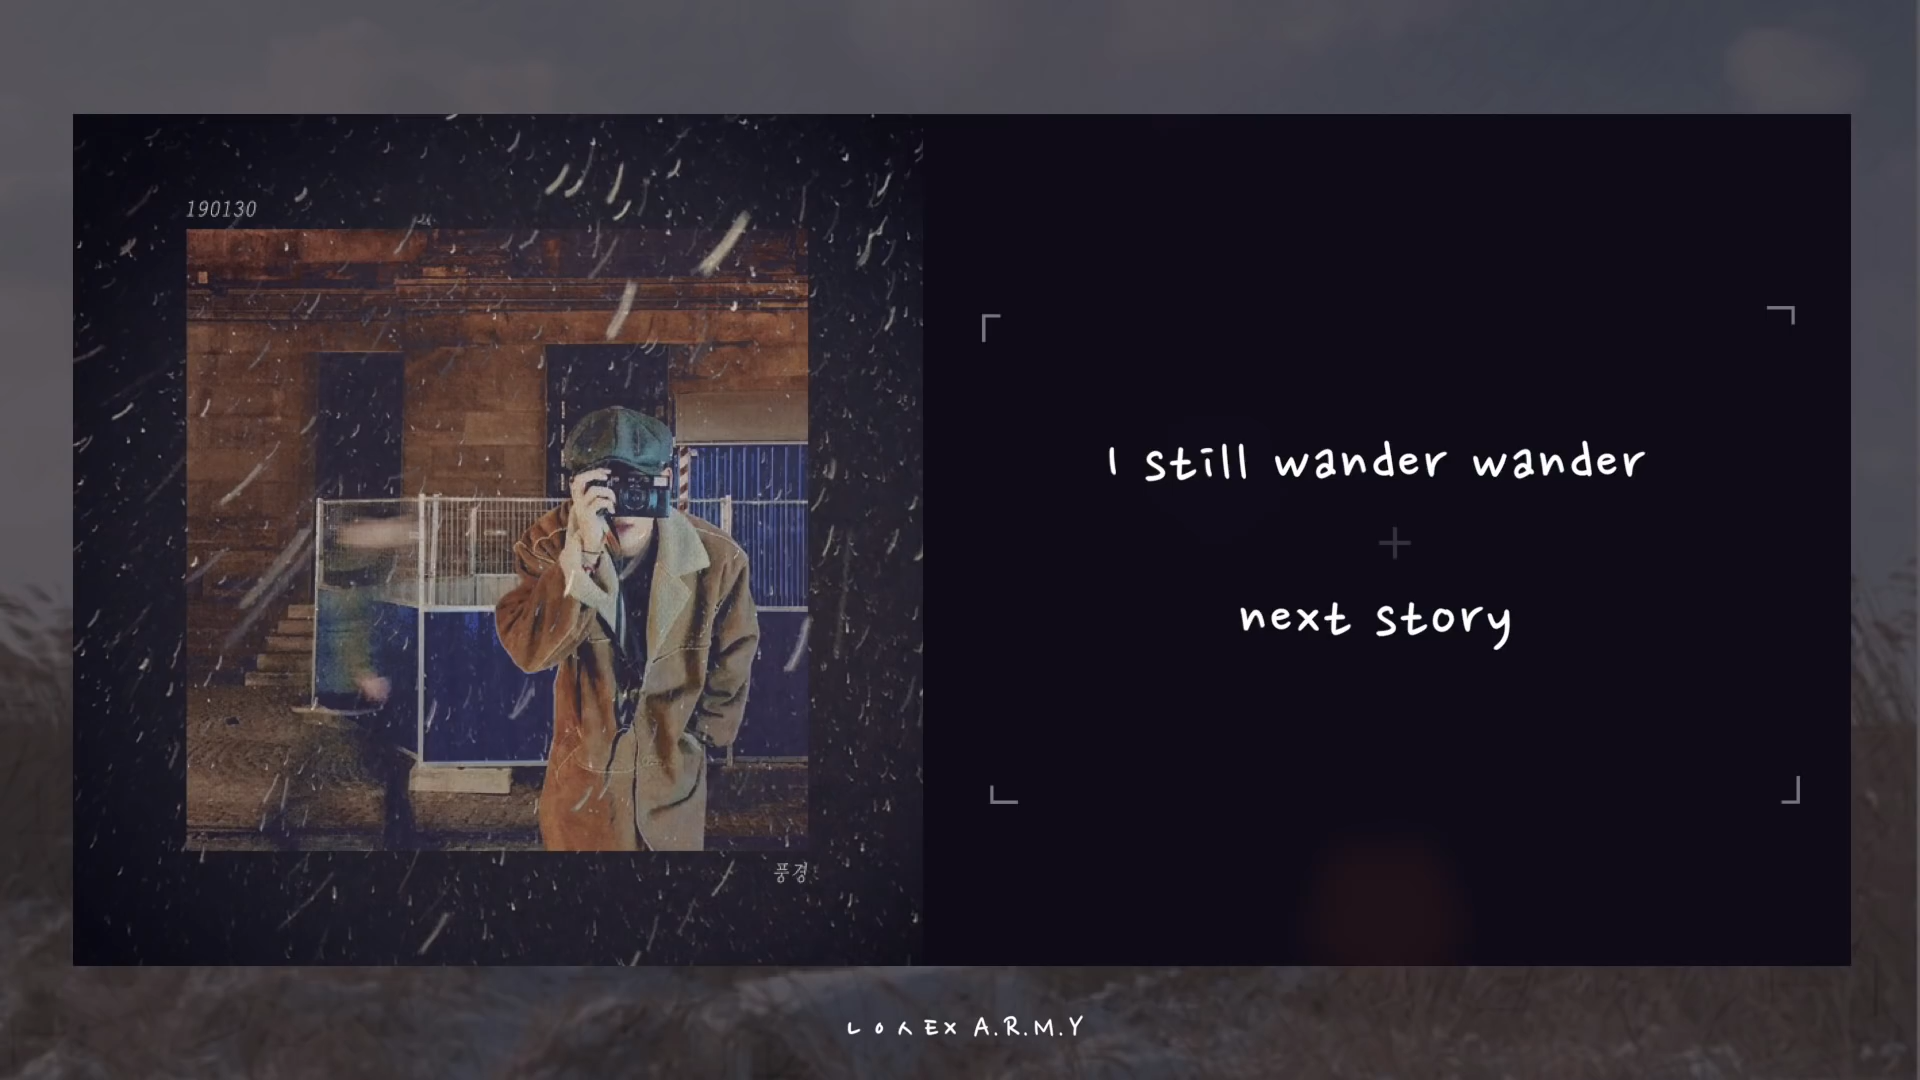 190130
풍경
I still wander wander
next story
ㄴㅇㅅEX A.R.M.Y